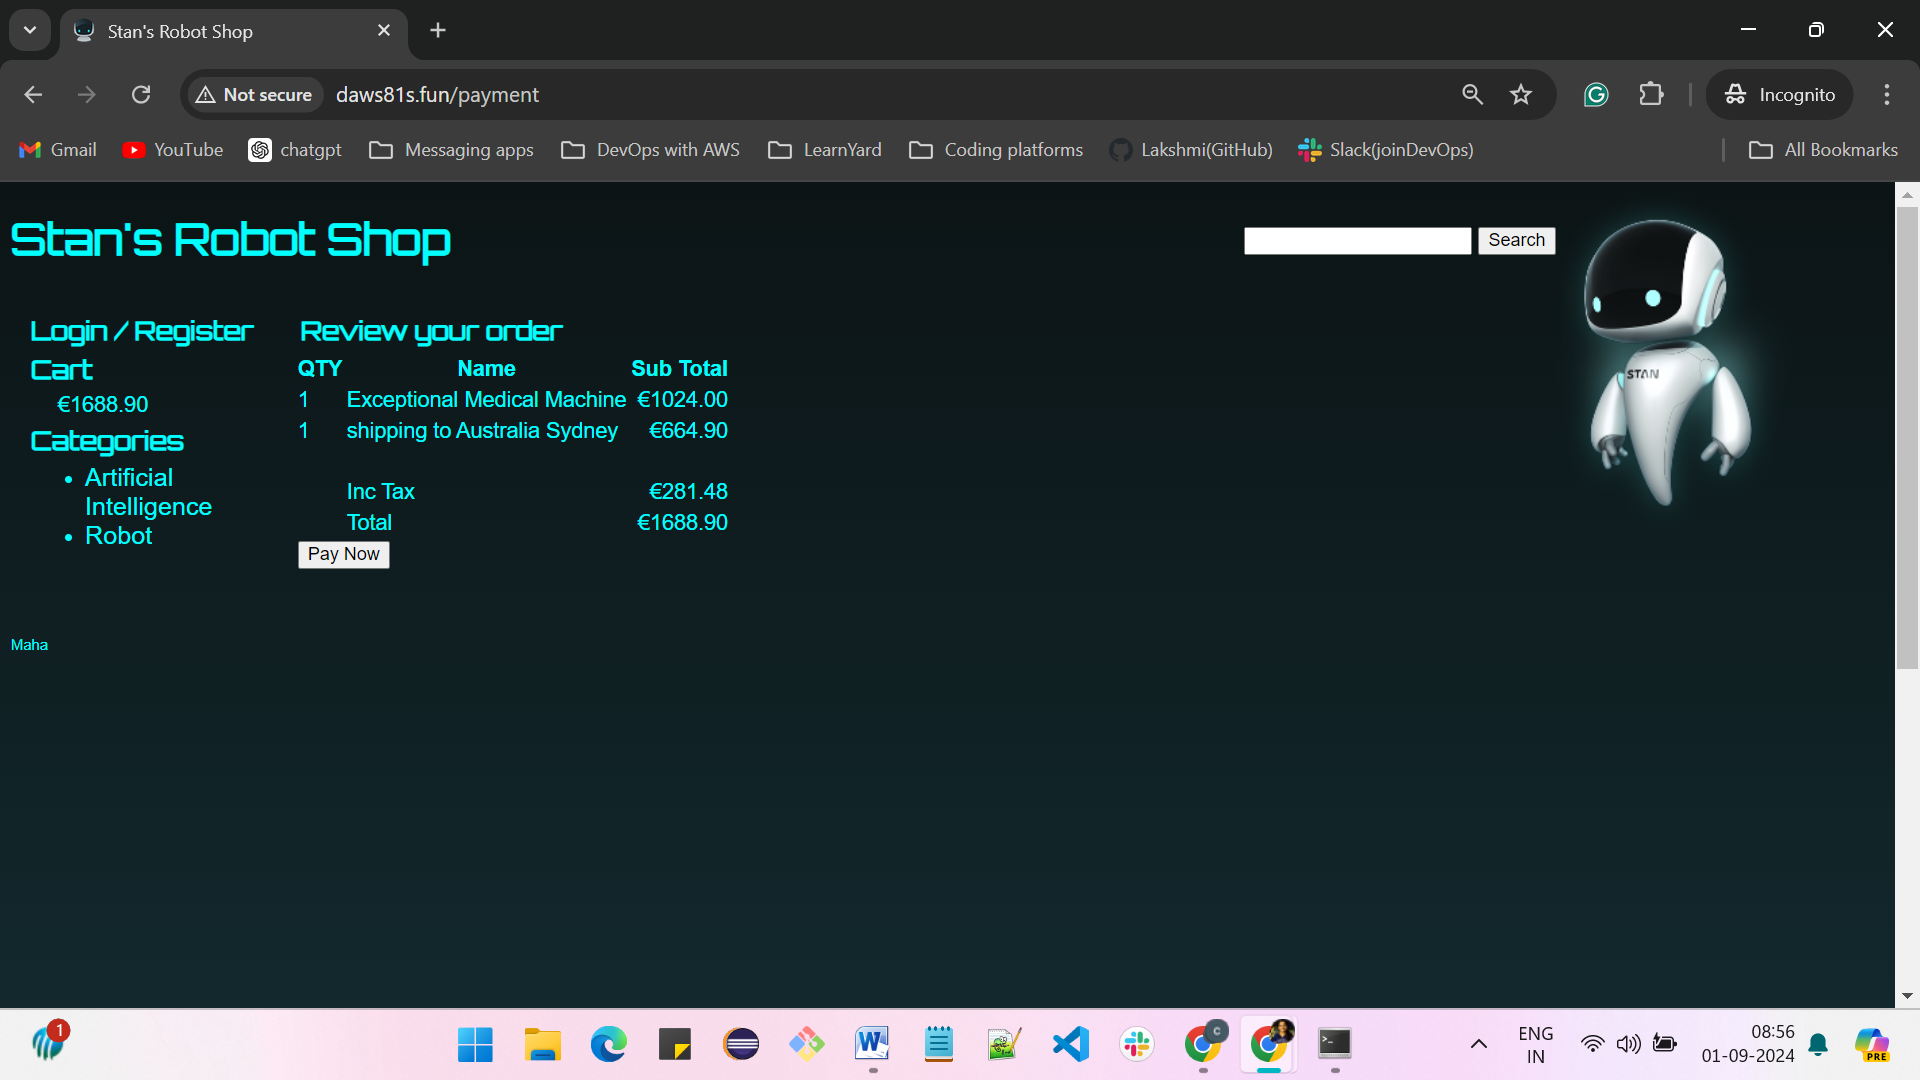 Stan's Robot Shop
Not secure daws81s.fun/payment Incognito
Gmail YouTube chatgpt Messaging apps DevOps with AWS LearnYard Coding platforms Lakshmi(GitHub) Slack(joinDevOps) All Bookmarks
Stan's Robot Shop
Search
STAN
Login / Register
Cart
€1688.90
Categories
• Artificial
Intelligence
• Robot
Review your order
QTY Name Sub Total
1 Exceptional Medical Machine €1024.00
1 shipping to Australia Sydney €664.90
Inc Tax €281.48
Total €1688.90
Pay Now
Maha
1
C
ENG
IN
08:56
01-09-2024
PRE